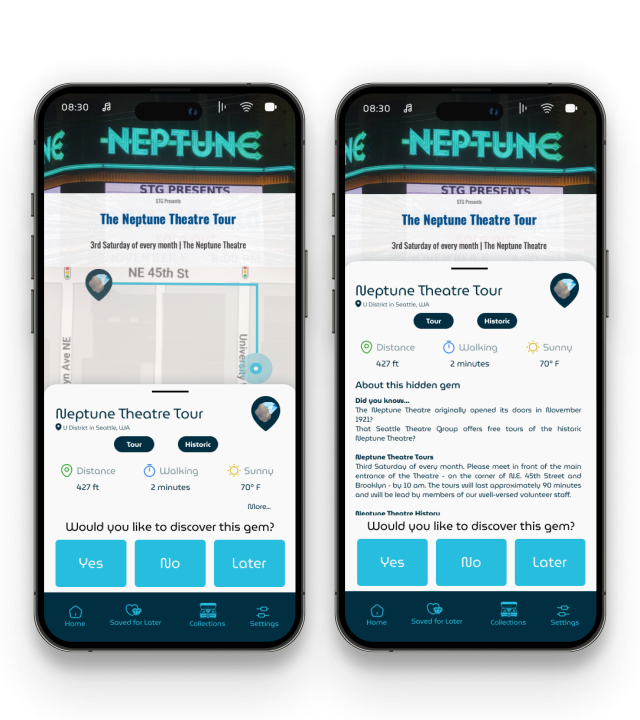 08:30
NE
NEPTUNE
STG PRESENTS
STG Presents
The Neptune Theatre Tour
3rd Saturday of every month | The Neptune Theatre
NE 45th St
lyn Ave NE
University
Neptune Theatre Tour
U District in Seattle, WA
Tour
Historic
Distance
Walking
Sunny
427 ft
2 minutes
70° F
More...
Would you like to discover this gem?
Yes
No
Later
Home
Saved for Later
Collections
Settings
08:30
NE
NEPTUNE
STG PRESENTS
STG Presents
The Neptune Theatre Tour
3rd Saturday of every month | The Neptune Theatre
Neptune Theatre Tour
U District in Seattle, WA
Tour
Historic
Distance
Walking
Sunny
427 ft
2 minutes
70° F
About this hidden gem
Did you know...
The Neptune Theatre originally opened its doors in November
1921?
That Seattle Theatre Group offers free tours of the historic
Neptune Theatre?
Neptune Theatre Tours
Third Saturday of every month. Please meet in front of the main
entrance of the Theatre - on the corner of N.E. 45th Street and
Brooklyn - by 10 am. The tours will last approximately 90 minutes
and will be lead by members of our well-versed volunteer staff.
Neptune Theatre History
Would you like to discover this gem?
Yes
No
Later
Home
Saved for Later
Collections
Settings